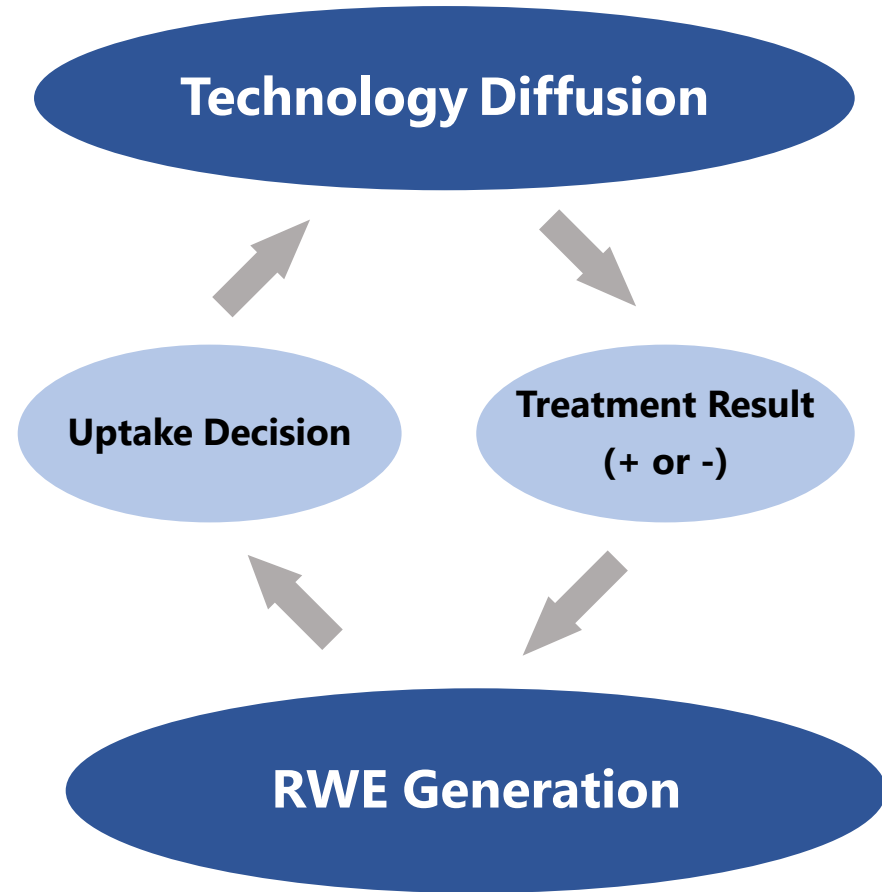 Technology Diffusion
Uptake Decision
Treatment Result
(+ or -)
RWE Generation